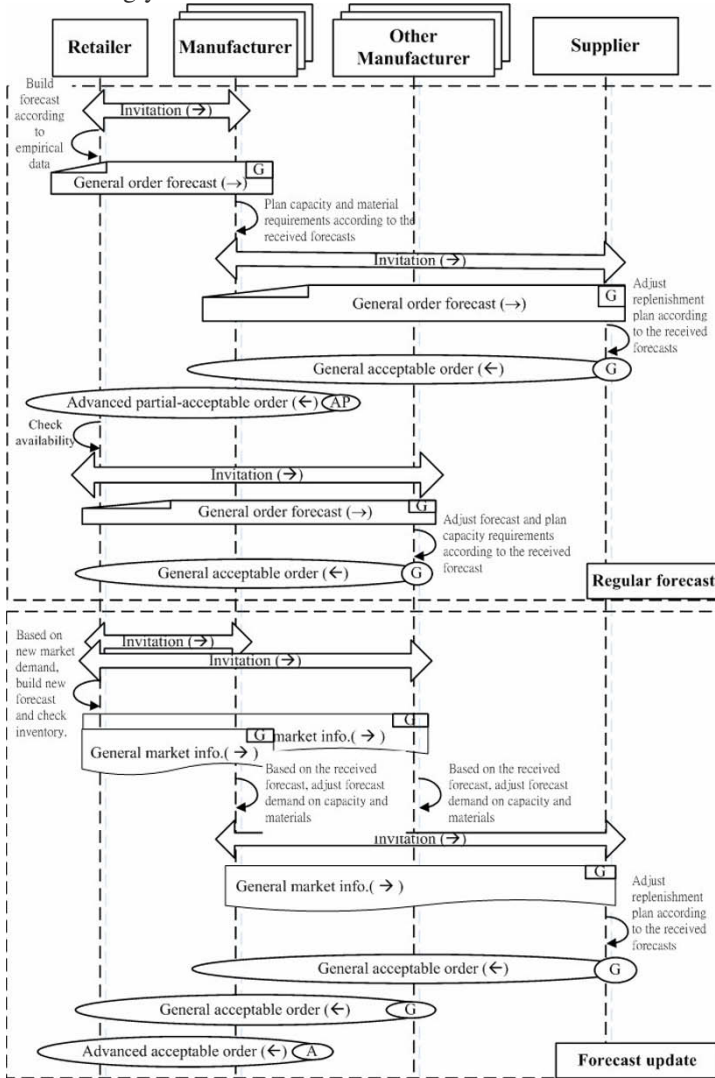 Retailer
Manufacturer
Other
Manufacturer
Supplier
Build
forecast
according
to
empirical
data
Invitation (→)
G
General order forecast (→)
Plan capacity and material
requirements according to the
received forecasts
Invitation (→)
G
General order forecast (→)
Adjust
replenishment
plan according
to the received
forecasts
General acceptable order (←)
G
Advanced partial-acceptable order (←)
AP
Check
availability
Invitation (→)
G
General order forecast (→)
Adjust forecast and plan
capacity requirements
according to the received
forecast
General acceptable order (←)
G
Regular forecast
Based on
new market
demand,
build new
forecast
and check
inventory.
Invitation (→)
Invitation (→)
G
market info.(→)
G
General market info.(→)
Based on the received
forecast, adjust forecast
demand on capacity and
materials
Based on the received
forecast, adjust forecast
demand on capacity and
materials
Invitation (→)
G
General market info.(→)
Adjust
replenishment
plan according
to the received
forecasts
General acceptable order (←)
G
General acceptable order (←)
G
Advanced acceptable order (←)
A
Forecast update